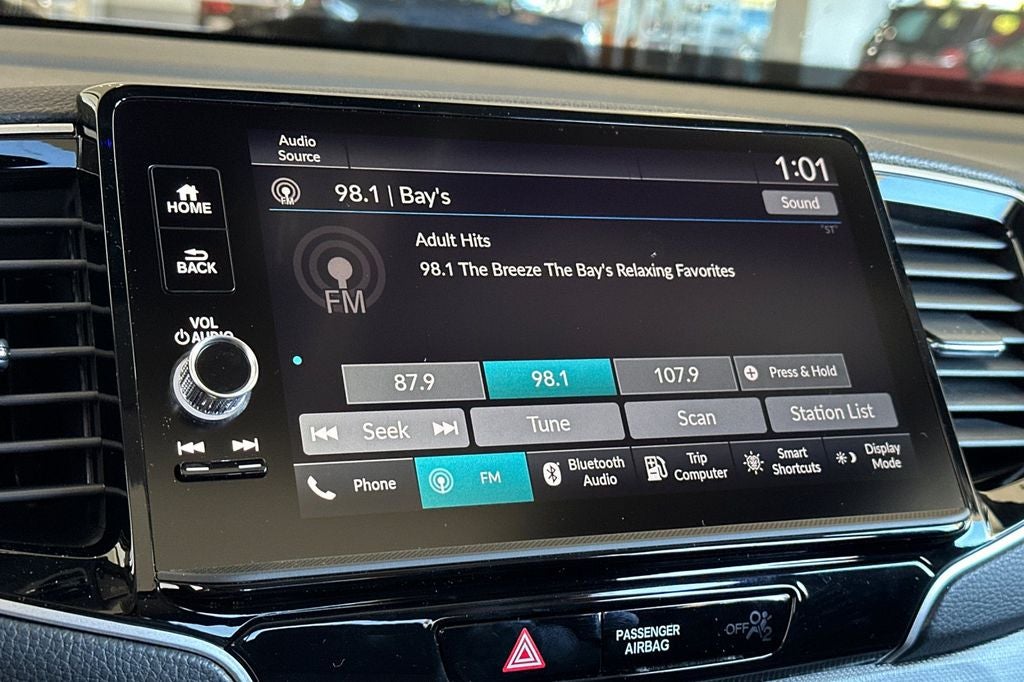 Audio
Source
1:01
HOME
FM
98.1 | Bay's
Sound
"ST"
BACK
Adult Hits
98.1 The Breeze The Bay's Relaxing Favorites
FM
VOL
AUDIO
87.9
98.1
107.9
Press & Hold
Seek
Tune
Scan
Station List
Phone
FM
Bluetooth
Audio
Trip
Computer
Smart
Shortcuts
Display
Mode
PASSENGER
AIRBAG
OFF
2